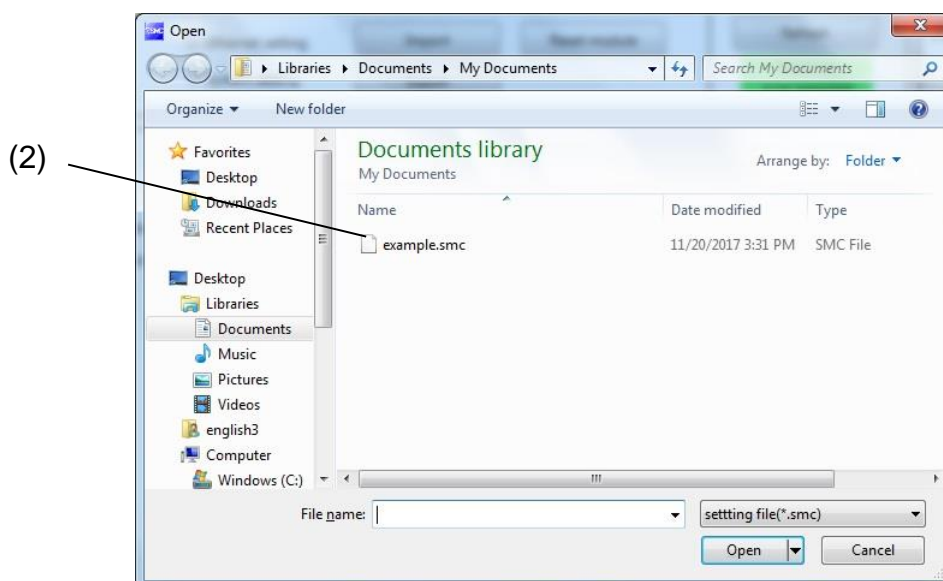 Open
Libraries Documents My Documents Search My Documents
Organize New folder
(2)
Favorites
Desktop
Downloads
Recent Places
Desktop
Libraries
Documents
Music
Pictures
Videos
english3
Computer
Windows (C:)
Documents library
My Documents
Arrange by: Folder
Name Date modified Type
example.smc 11/20/2017 3:31 PM SMC File
File name: settting file(*.smc)
Open Cancel